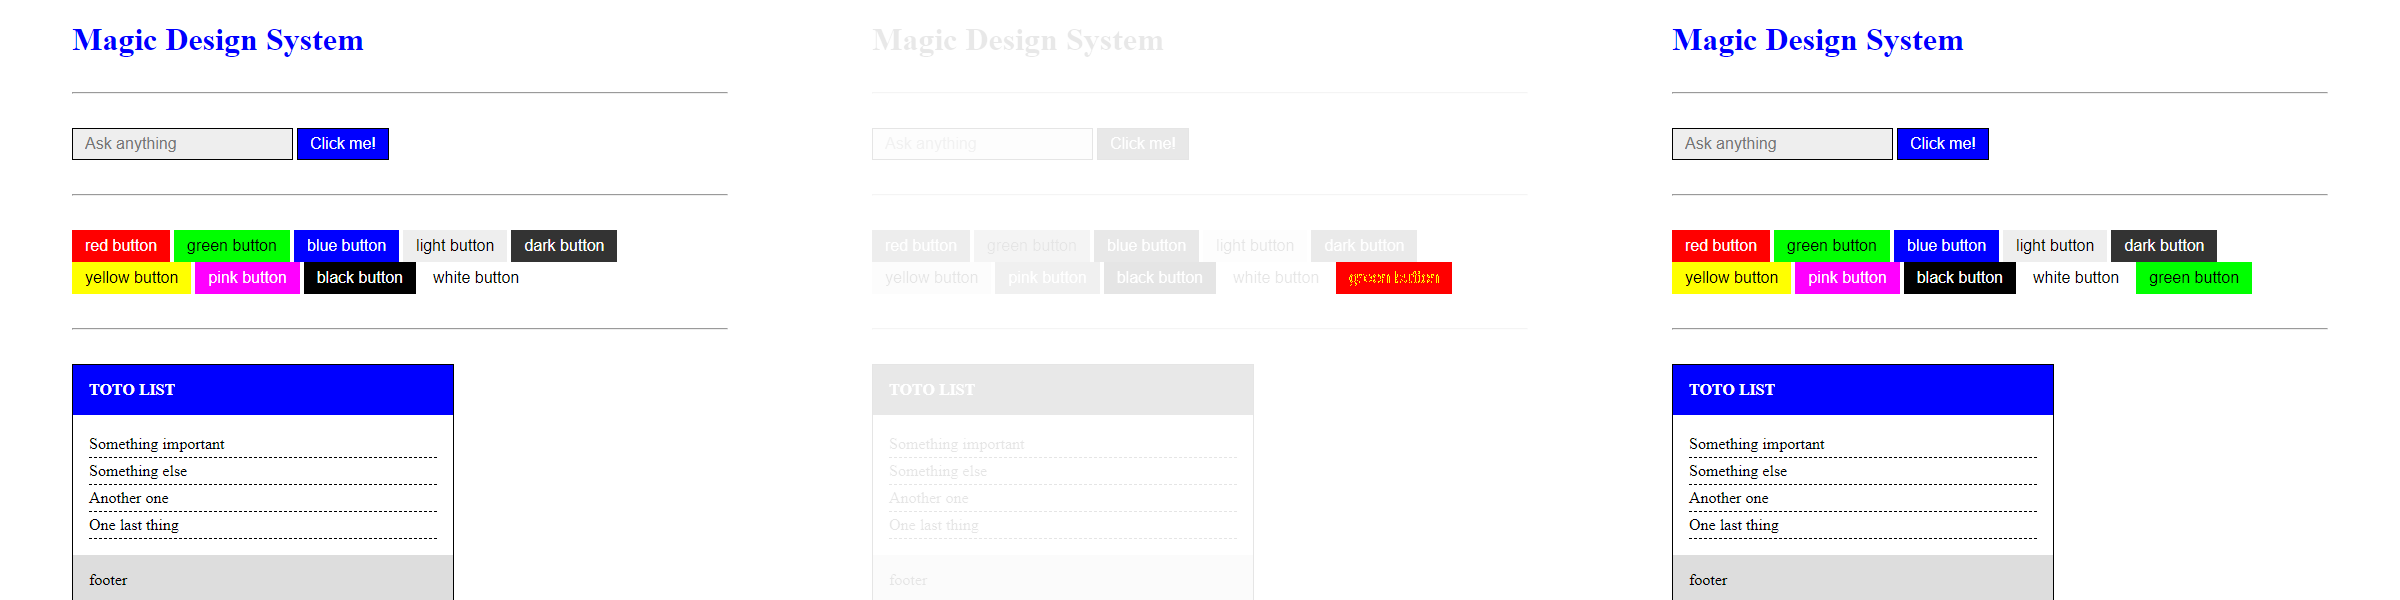 Magic Design System
Ask anything Click me!
red button green button blue button light button dark button
yellow button pink button black button white button
TOTO LIST
Something important
Something else
Another one
One last thing
footer
Magic Design System
Ask anything Click me!
red button green button blue button light button dark button
yellow button pink button black button white button green button
TOTO LIST
Something important
Something else
Another one
One last thing
footer
Magic Design System
Ask anything Click me!
red button green button blue button light button dark button
yellow button pink button black button white button green button
TOTO LIST
Something important
Something else
Another one
One last thing
footer